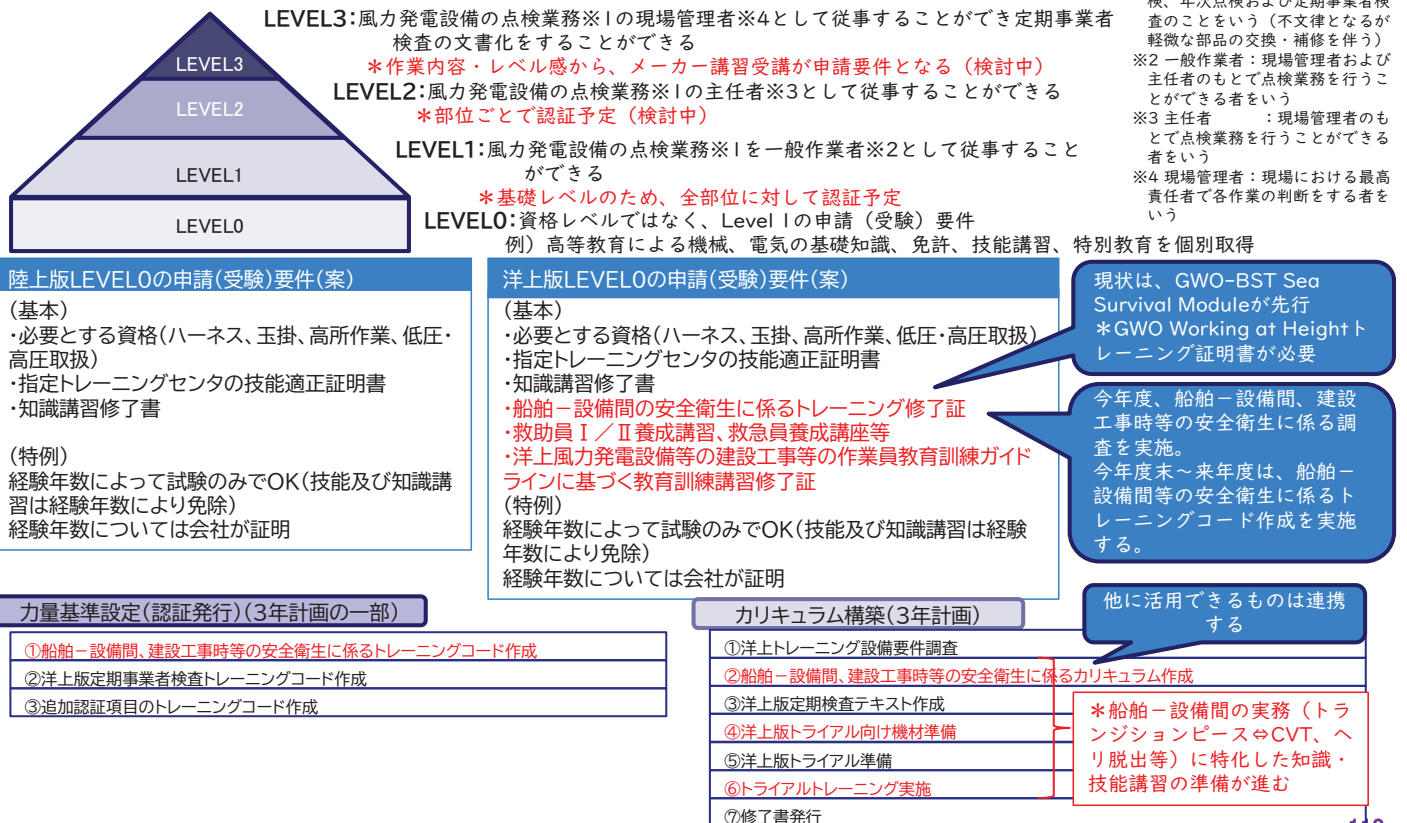 LEVEL3
LEVEL2
LEVEL1
LEVEL0
LEVEL3：風力発電設備の点検業務※1の現場管理者※4として従事することができ定期事業者
検査の文書化をすることができる
＊作業内容・レベル感から、メーカー講習受講が申請要件となる（検討中）
LEVEL2：風力発電設備の点検業務※1の主任者※3として従事することができる
＊部位ごとで認証予定（検討中）
LEVEL1：風力発電設備の点検業務※1を一般作業者※2として従事すること
ができる
＊基礎レベルのため、全部位に対して認証予定
LEVEL0：資格レベルではなく、Level 1の申請（受験）要件
例）高等教育による機械、電気の基礎知識、免許、技能講習、特別教育を個別取得
検、年次点検および定期事業者検
査のことをいう（不文律となるが
軽微な部品の交換・補修を伴う）
※2 一般作業者：現場管理者および
主任者のもとで点検業務を行うこ
とができる者をいう
※3 主任者　　：現場管理者のも
とで点検業務を行うことができる
者をいう
※4 現場管理者：現場における最高
責任者で各作業の判断をする者を
いう
陸上版LEVEL0の申請(受験)要件(案)
(基本)
・必要とする資格(ハーネス、玉掛、高所作業、低圧・
高圧取扱)
・指定トレーニングセンタの技能適正証明書
・知識講習修了書
(特例)
経験年数によって試験のみでOK(技能及び知識講
習は経験年数により免除)
経験年数については会社が証明
洋上版LEVEL0の申請(受験)要件(案)
(基本)
・必要とする資格(ハーネス、玉掛、高所作業、低圧・高圧取扱)
・指定トレーニングセンタの技能適正証明書
・知識講習修了書
・船舶－設備間の安全衛生に係るトレーニング修了証
・救助員Ⅰ／Ⅱ養成講習、救急員養成講座等
・洋上風力発電設備等の建設工事等の作業員教育訓練ガイド
ラインに基づく教育訓練講習修了証
(特例)
経験年数によって試験のみでOK(技能及び知識講習は経験
年数により免除)
経験年数については会社が証明
現状は、GWO-BST Sea
Survival Moduleが先行
＊GWO Working at Heightト
レーニング証明書が必要
今年度、船舶－設備間、建設
工事時等の安全衛生に係る調
査を実施。
今年度末～来年度は、船舶－
設備間等の安全衛生に係るト
レーニングコード作成を実施
する。
力量基準設定(認証発行)(3年計画の一部)
①船舶－設備間、建設工事時等の安全衛生に係るトレーニングコード作成
②洋上版定期事業者検査トレーニングコード作成
③追加認証項目のトレーニングコード作成
カリキュラム構築(3年計画)
①洋上トレーニング設備要件調査
②船舶－設備間、建設工事時等の安全衛生に係るカリキュラム作成
③洋上版定期検査テキスト作成
④洋上版トライアル向け機材準備
⑤洋上版トライアル準備
⑥トライアルトレーニング実施
⑦修了書発行
他に活用できるものは連携
する
＊船舶－設備間の実務（トラ
ンジションピース⇔CVT、ヘ
リ脱出等）に特化した知識・
技能講習の準備が進む